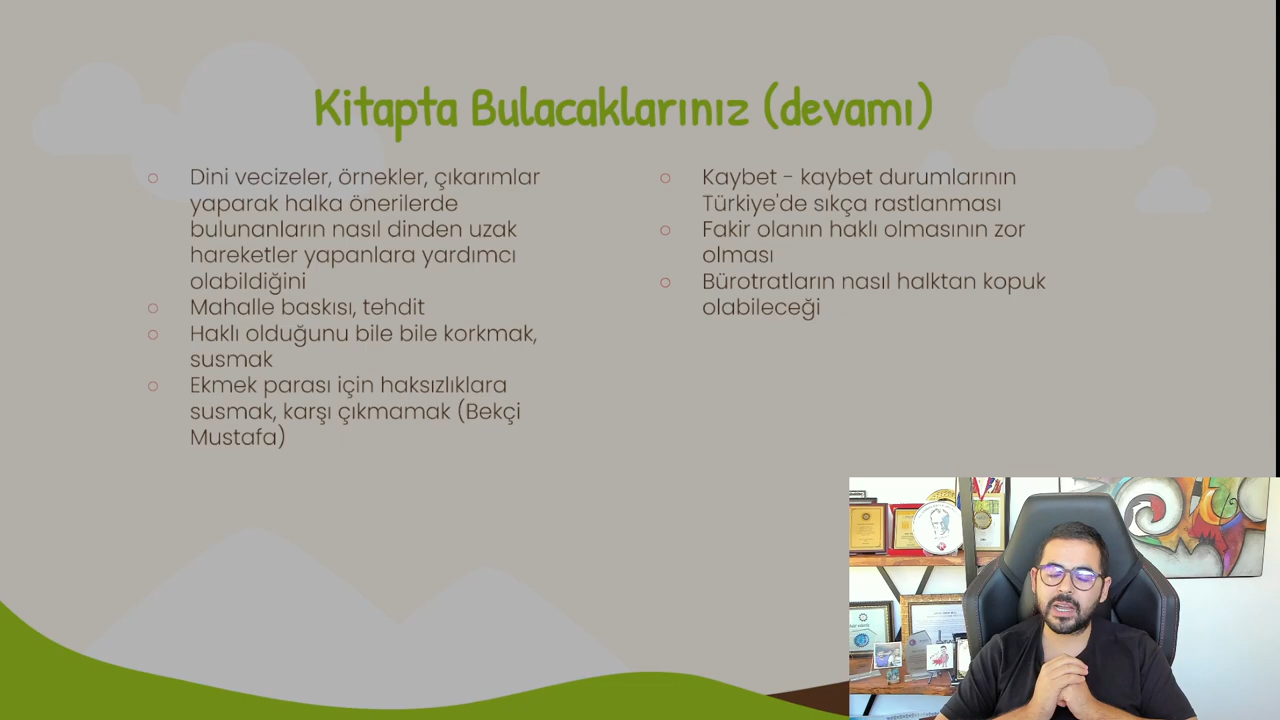 Kitapta Bulacaklarınız (devamı)
Dini vecizeler, örnekler, çıkarımlar
yaparak halka önerilerde
bulunanların nasıl dinden uzak
hareketler yapanlara yardımcı
olabildiğini
Mahalle baskısı, tehdit
Haklı olduğunu bile bile korkmak,
susmak
Ekmek parası için haksızlıklara
susmak, karşı çıkmamak (Bekçi
Mustafa)
Kaybet - kaybet durumlarının
Türkiye'de sıkça rastlanması
Fakir olanın haklı olmasının zor
olması
Bürotratların nasıl halktan kopuk
olabileceği